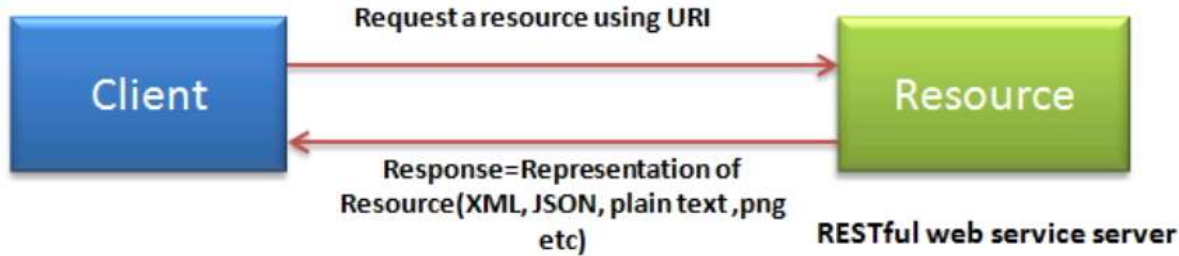 Request a resource using URI
Client
Resource
Response=Representation of
Resource(XML, JSON, plain text ,png
etc)
RESTful web service server